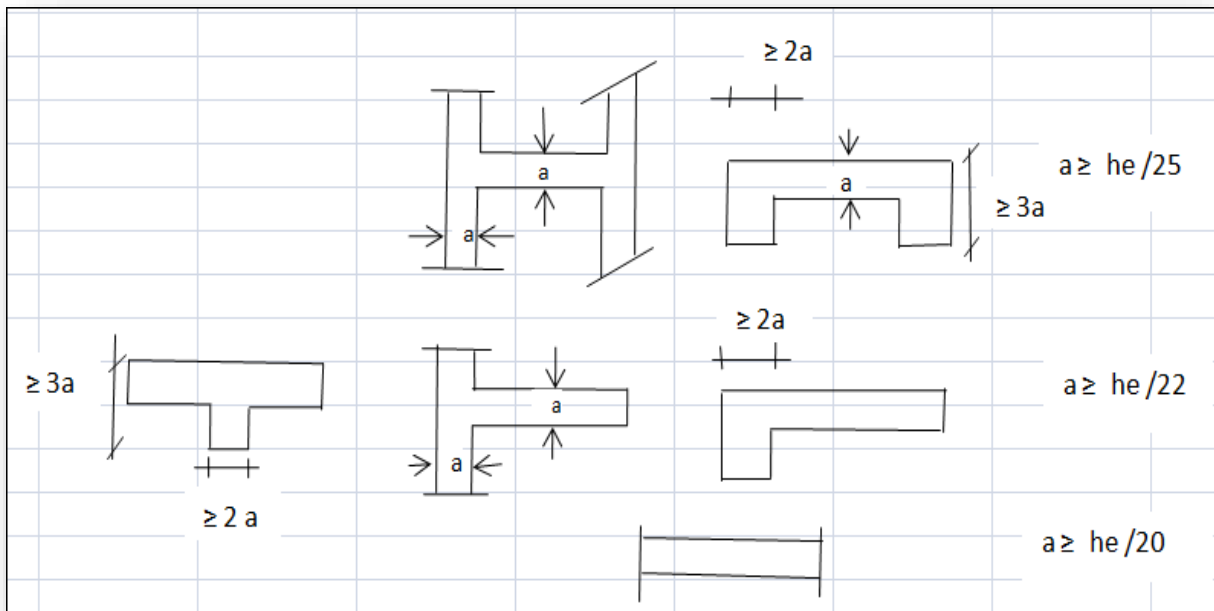 ≥ 2a
a
a
a
a ≥ he /25
≥ 3a
≥ 2a
≥ 3a
a
a
a ≥ he /22
≥ 2 a
a ≥ he /20